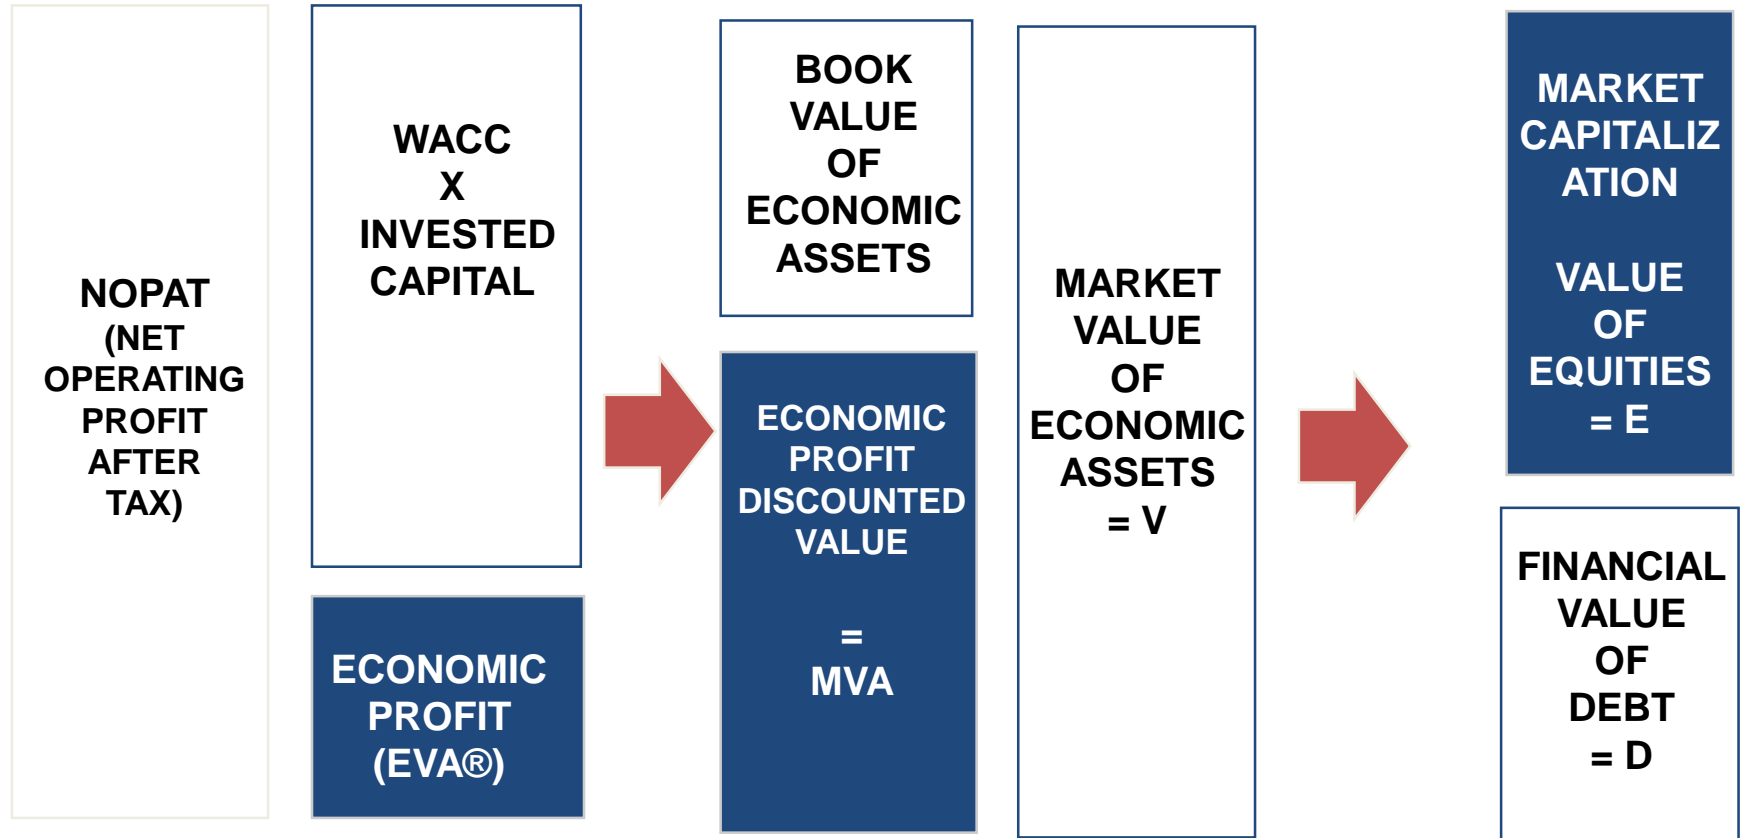 NOPAT
(NET
OPERATING
PROFIT
AFTER
TAX)
WACC
X
INVESTED
CAPITAL
ECONOMIC
PROFIT
(EVA®)
BOOK
VALUE
OF
ECONOMIC
ASSETS
ECONOMIC
PROFIT
DISCOUNTED
VALUE
=
MVA
MARKET
VALUE
OF
ECONOMIC
ASSETS
= V
MARKET
CAPITALIZ
ATION
VALUE
OF
EQUITIES
= E
FINANCIAL
VALUE
OF
DEBT
= D